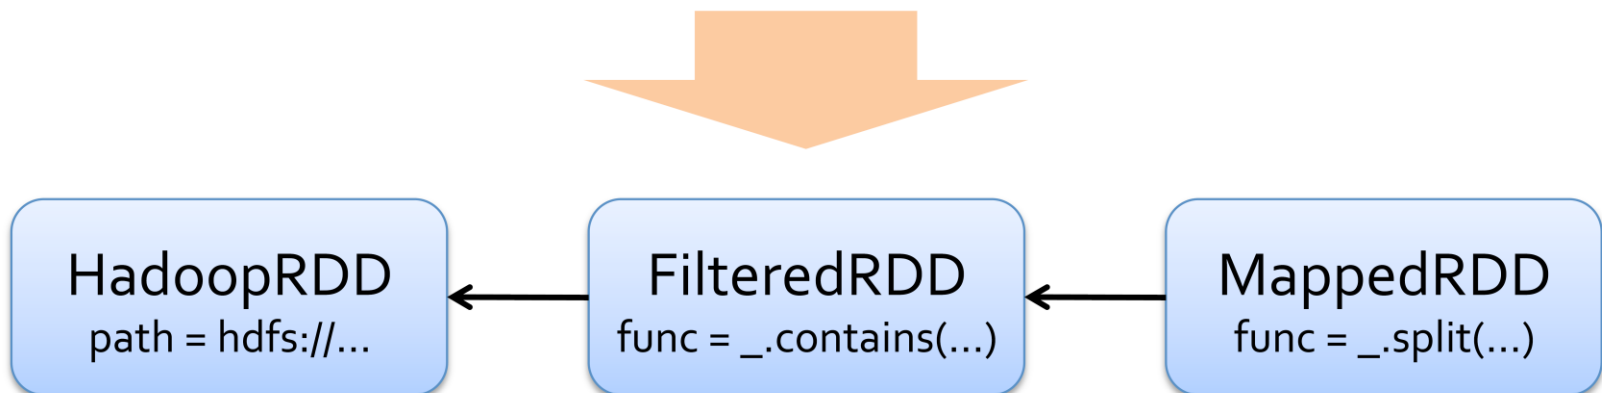 HadoopRDD
path = hdfs://...
FilteredRDD
func = _.contains(...)
MappedRDD
func = _.split(...)